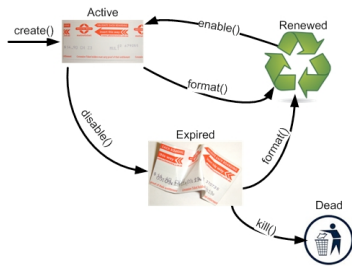 Active
Renewed
create()
enable()
format()
disable()
Expired
format()
kill()
Dead